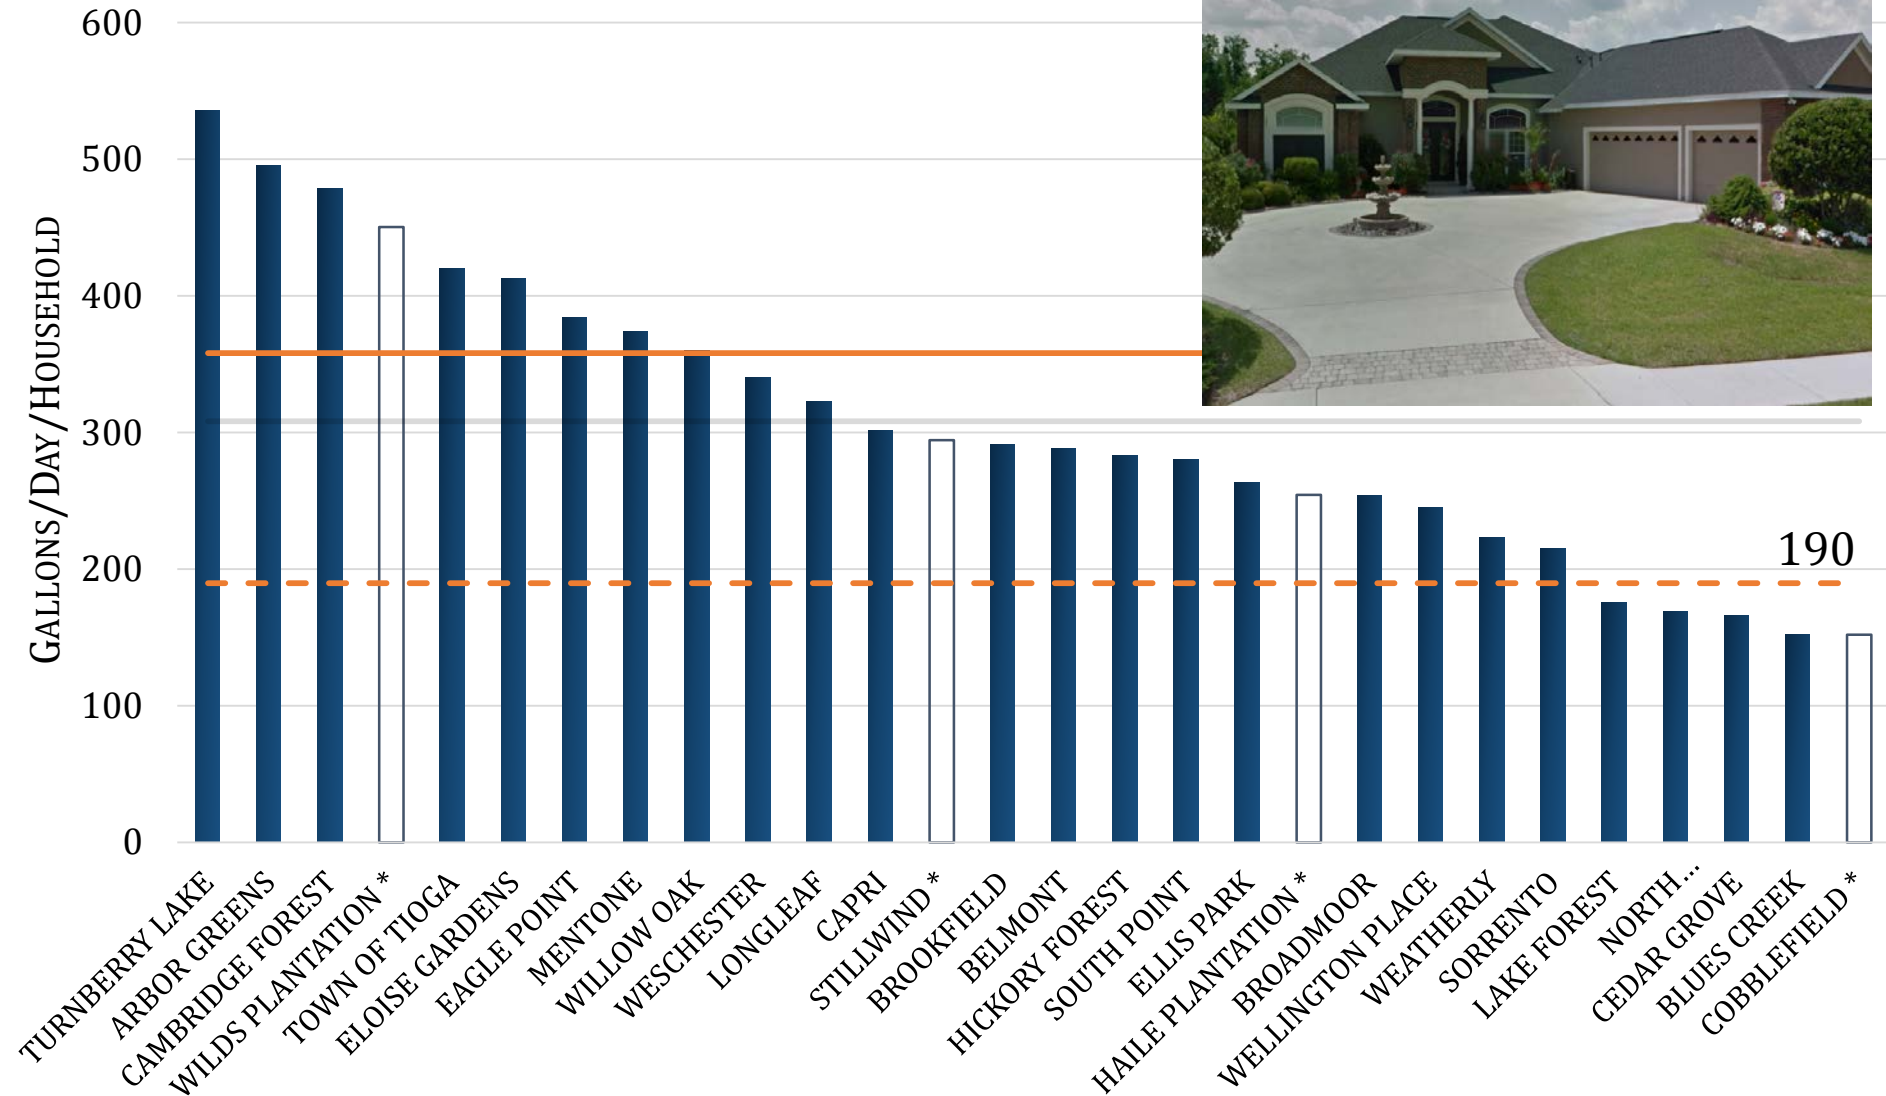 600
500
400
300
200
100
0
GALLONS/DAY/HOUSEHOLD
190
TURNBERRY LAKE
ARBOR GREENS
CAMBRIDGE FOREST
WILDS PLANTATION *
TOWN OF TIOGA
ELOISE GARDENS
EAGLE POINT
MENTONE
WILLOW OAK
WESCHESTER
LONGLEAF
CAPRI
STILLWIND *
BROOKFIELD
BELMONT
HICKORY FOREST
SOUTH POINT
ELLIS PARK
HAILE PLANTATION *
BROADMOOR
WELLINGTON PLACE
WEATHERLY
SORRENTO
LAKE FOREST
NORTH…
CEDAR GROVE
BLUES CREEK
COBBLEFIELD *